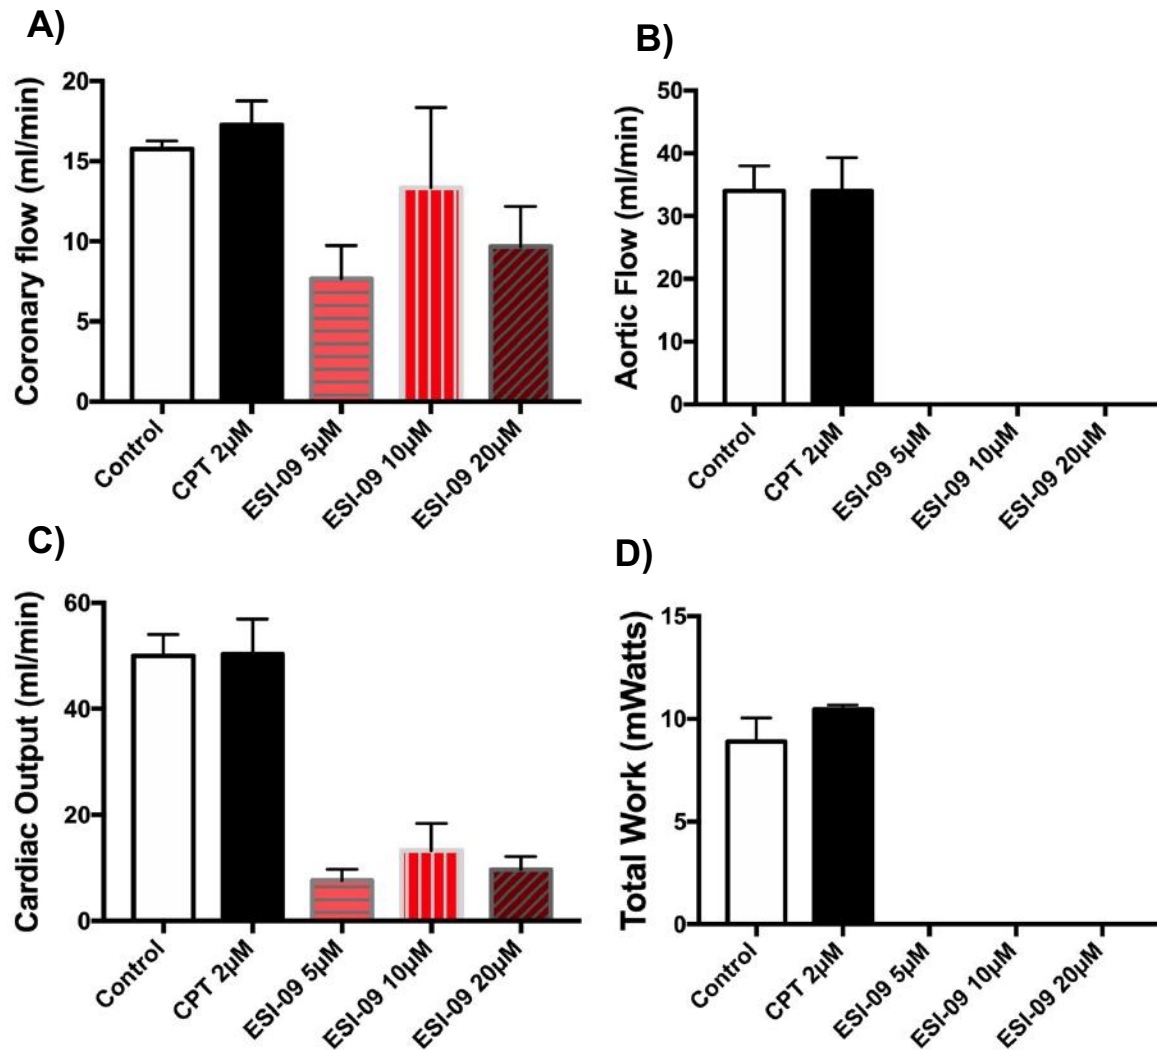 A)
Coronary flow (ml/min)
20
15
10
5
0
Control
CPT 2µM
ESI-09 5µM
ESI-09 10µM
ESI-09 20µM
B)
Aortic Flow (ml/min)
50
40
30
20
10
0
Control
CPT 2µM
ESI-09 5µM
ESI-09 10µM
ESI-09 20µM
C)
Cardiac Output (ml/min)
60
40
20
0
Control
CPT 2µM
ESI-09 5µM
ESI-09 10µM
ESI-09 20µM
D)
Total Work (mWatts)
15
10
5
0
Control
CPT 2µM
ESI-09 5µM
ESI-09 10µM
ESI-09 20µM